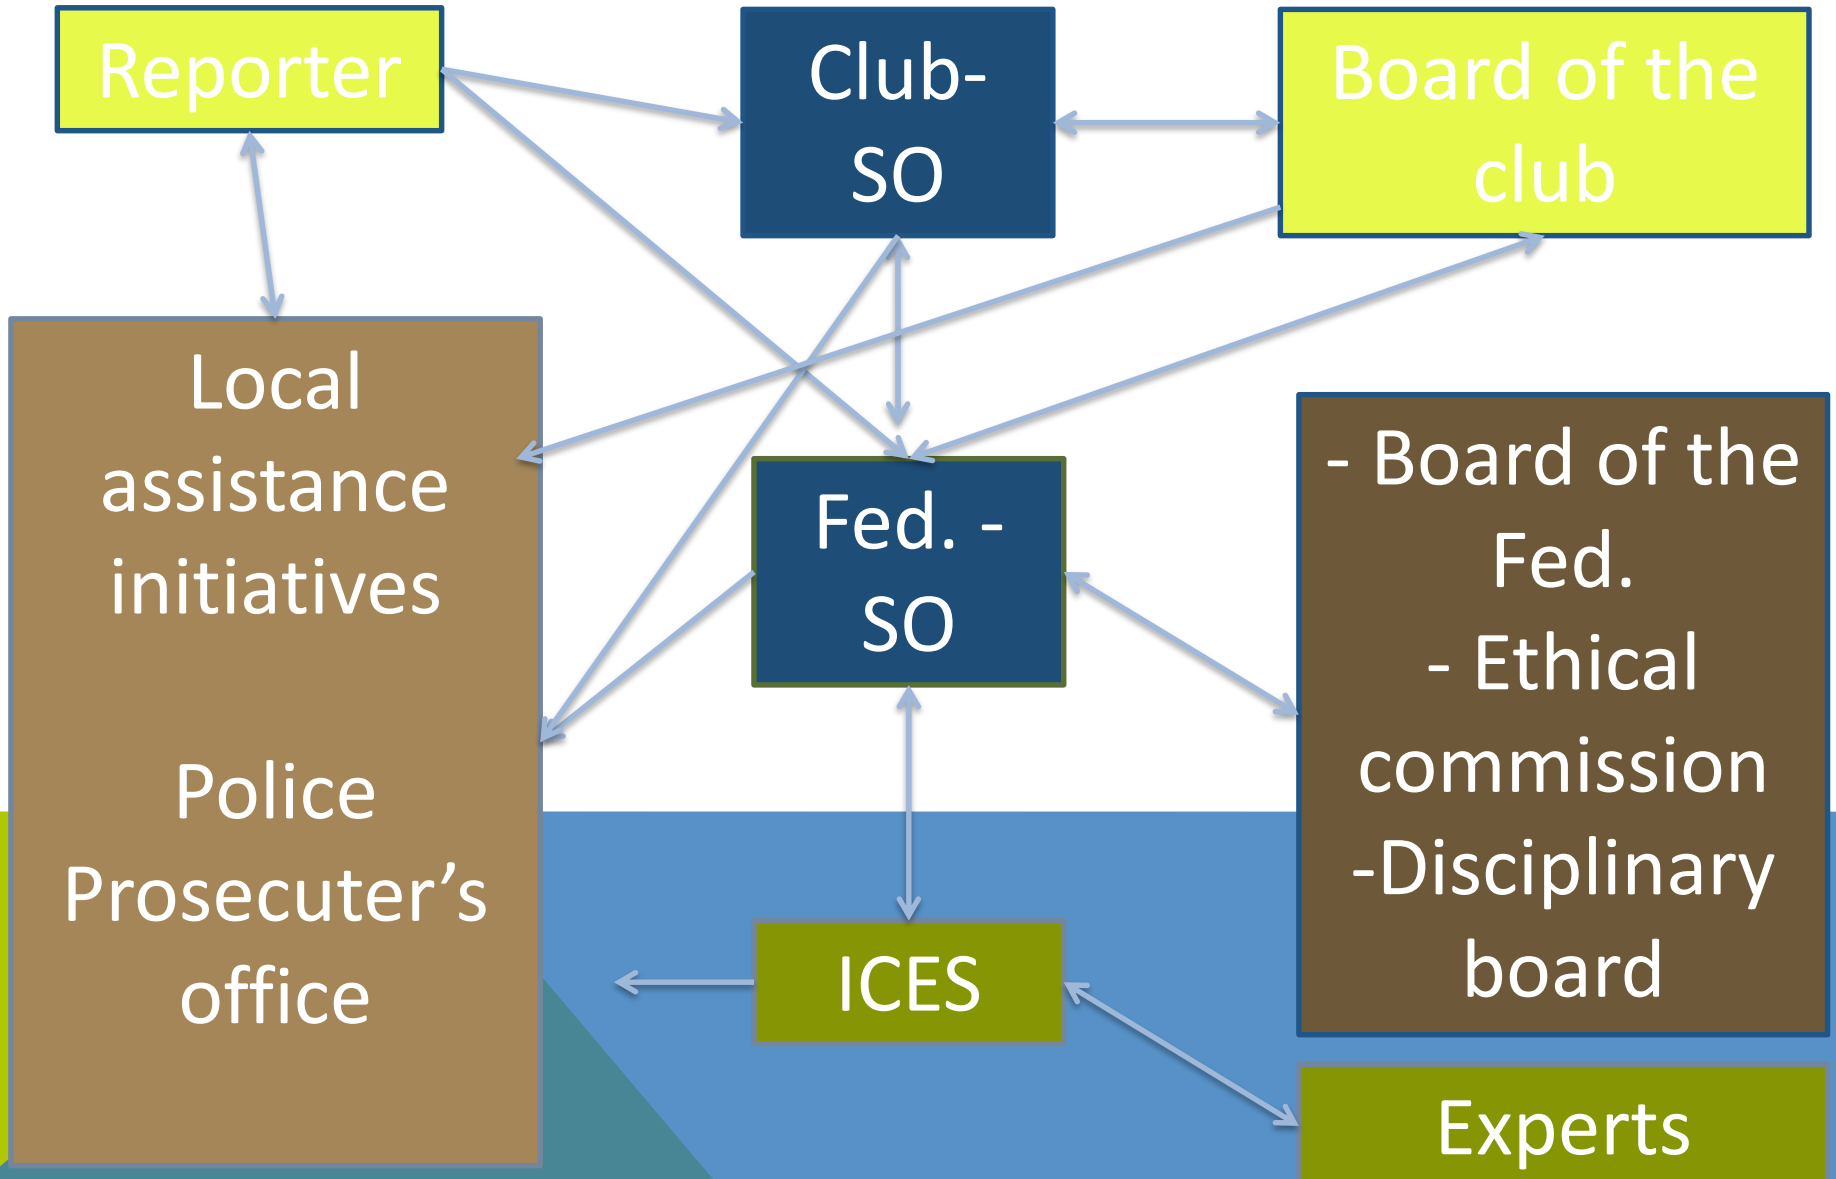 Reporter
Club-
SO
Board of the
club
Local
assistance
initiatives
Police
Prosecuter’s
office
Fed. -
SO
- Board of the
Fed.
- Ethical
commission
-Disciplinary
board
ICES
Experts